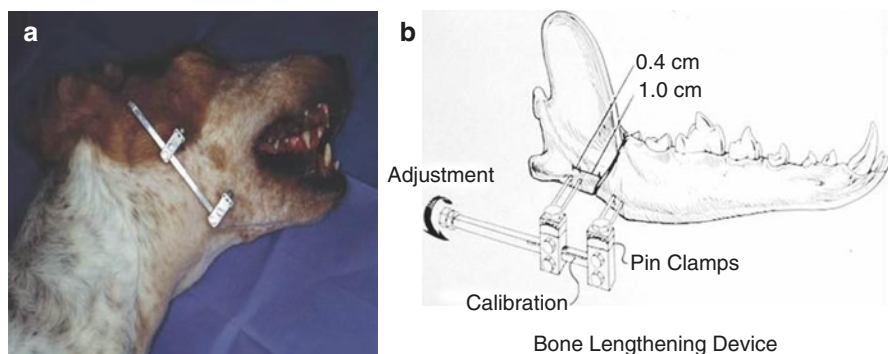 a
b
0.4 cm
1.0 cm
Adjustment
Pin Clamps
Calibration
Bone Lengthening Device